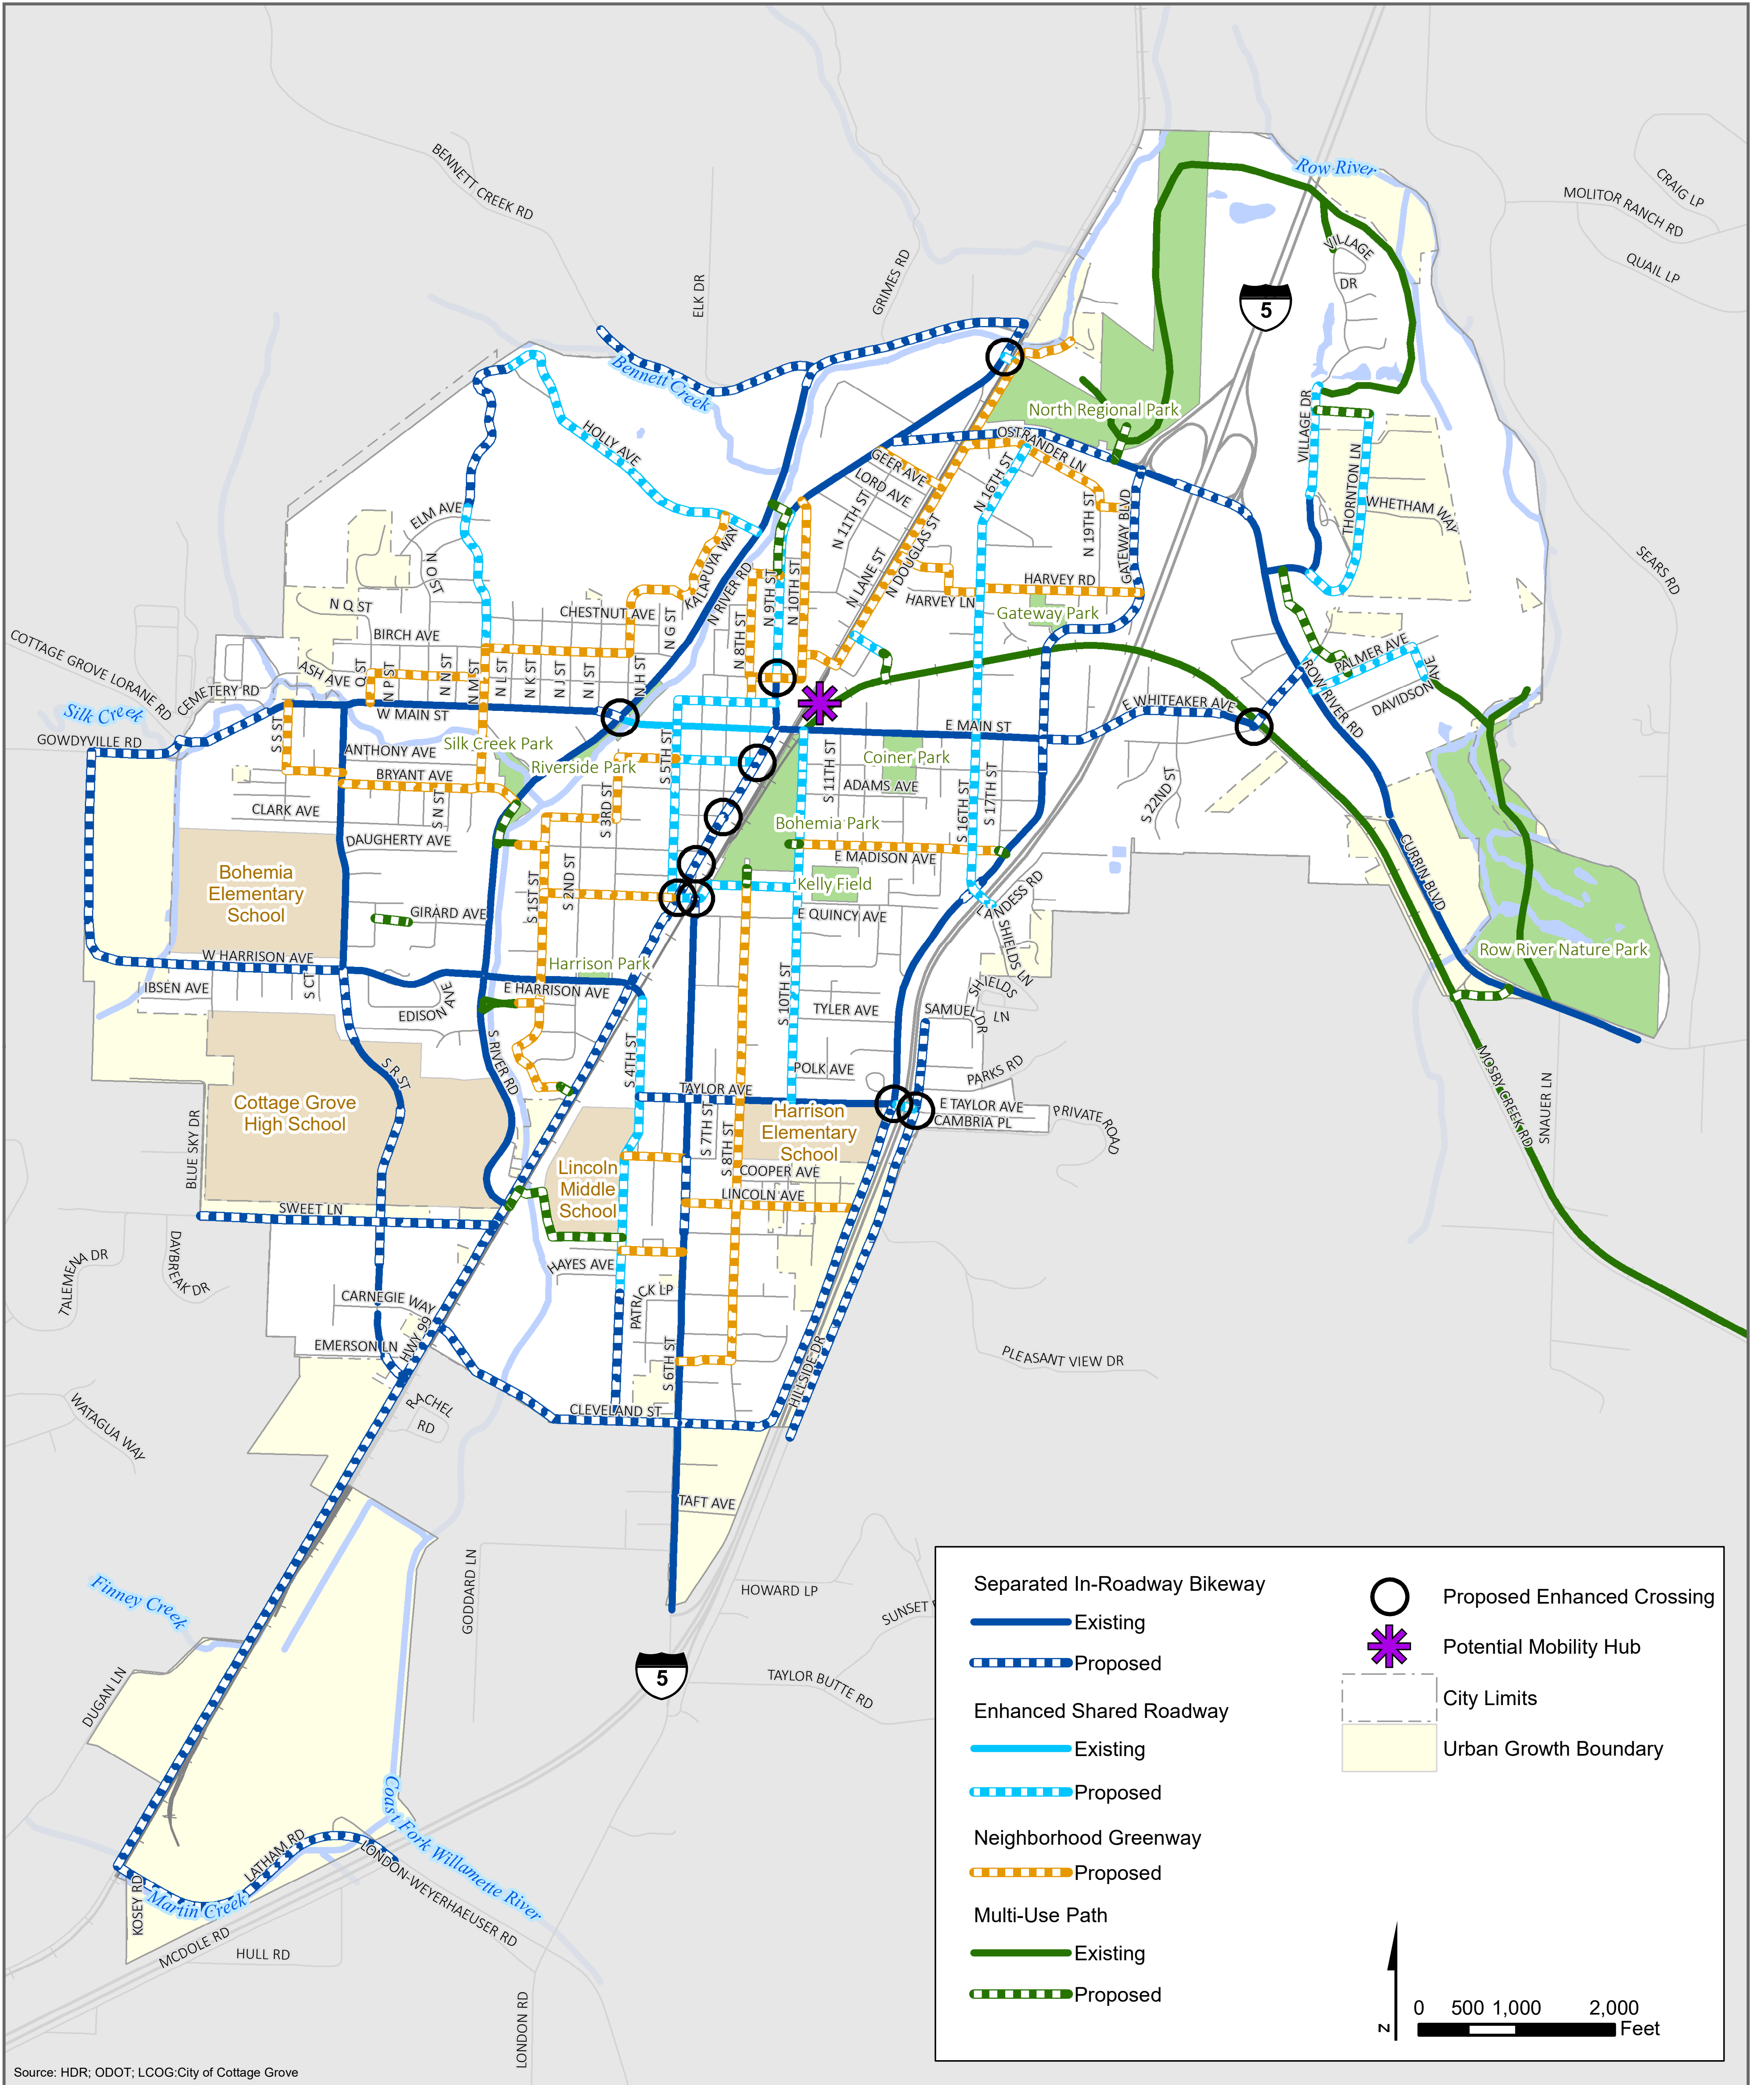 Row River
CRAIG LP
MOLITOR RANCH RD
QUAIL LP
BENNETT CREEK RD
ELK DR
GRIMES RD
VILLAGE
DR
5
Bennett Creek
North Regional Park
HOLLY AVE
OSTRANDER LN
GEER AVE
LORD AVE
N 16TH ST
N 11TH ST
N 19TH ST
GATEWAY BLVD
VILLAGE DR
THORNTON LN
WHETHAM WAY
SEARS RD
ELM AVE
N O ST
KALAPUYA WAY
N RIVER RD
N 9TH ST
N 10TH ST
N LANE ST
N DOUGLAS ST
HARVEY RD
HARVEY LN
Gateway Park
N Q ST
CHESTNUT AVE
BIRCH AVE
N G ST
N 8TH ST
COTTAGE GROVE LORANE RD
CEMETERY RD
ASH AVE
Q ST
N P ST
N N ST
N M ST
N L ST
N K ST
N J ST
N I ST
N H ST
PALMER AVE
DAVIDSON AVE
ROW RIVER RD
Silk Creek
GOWDYVILLE RD
W MAIN ST
E MAIN ST
E WHITEAKER AVE
S S ST
ANTHONY AVE
Silk Creek Park
Riverside Park
S 5TH ST
Coiner Park
BRYANT AVE
S 11TH ST
ADAMS AVE
S 16TH ST
S 17TH ST
S 22ND ST
CLARK AVE
S N ST
S 3RD ST
Bohemia Park
DAUGHERTY AVE
E MADISON AVE
CURRIN BLVD
Bohemia
Elementary
School
S 1ST ST
S 2ND ST
Kelly Field
GIRARD AVE
E QUINCY AVE
LANDESS RD
SHIELDS LN
Row River Nature Park
W HARRISON AVE
Harrison Park
IBSEN AVE
S CT
EDISON AVE
E HARRISON AVE
S 10TH ST
TYLER AVE
SHIELDS
DR
SAMUEL LN
S RIVER RD
S 4TH ST
S R ST
POLK AVE
PARKS RD
TAYLOR AVE
E TAYLOR AVE
CAMBRIA PL
PRIVATE ROAD
MOSBY CREEK RD
SNAUER LN
Cottage Grove
High School
BLUE SKY DR
Harrison
Elementary
School
S 7TH ST
S 8TH ST
Lincoln
Middle
School
COOPER AVE
LINCOLN AVE
SWEET LN
TALEMENA DR
DAYBREAK DR
HAYES AVE
PATRICK LP
CARNEGIE WAY
HWY 99
EMERSON LN
S 6TH ST
HILLSIDE DR
PLEASANT VIEW DR
WATAGUA WAY
RACHEL
RD
CLEVELAND ST
TAFT AVE
Finney Creek
GODDARD LN
HOWARD LP
SUNSET
DUGAN LN
5
TAYLOR BUTTE RD
Coast Fork Willamette River
LATHAM RD
LONDON-WEYERHAEUSER RD
Martin Creek
KOSEY RD
MCDOLE RD
HULL RD
LONDON RD
Separated In-Roadway Bikeway
Existing
Proposed
Enhanced Shared Roadway
Existing
Proposed
Neighborhood Greenway
Proposed
Multi-Use Path
Existing
Proposed
Proposed Enhanced Crossing
Potential Mobility Hub
City Limits
Urban Growth Boundary
N
0 500 1,000 2,000
Feet
Source: HDR; ODOT; LCOG:City of Cottage Grove